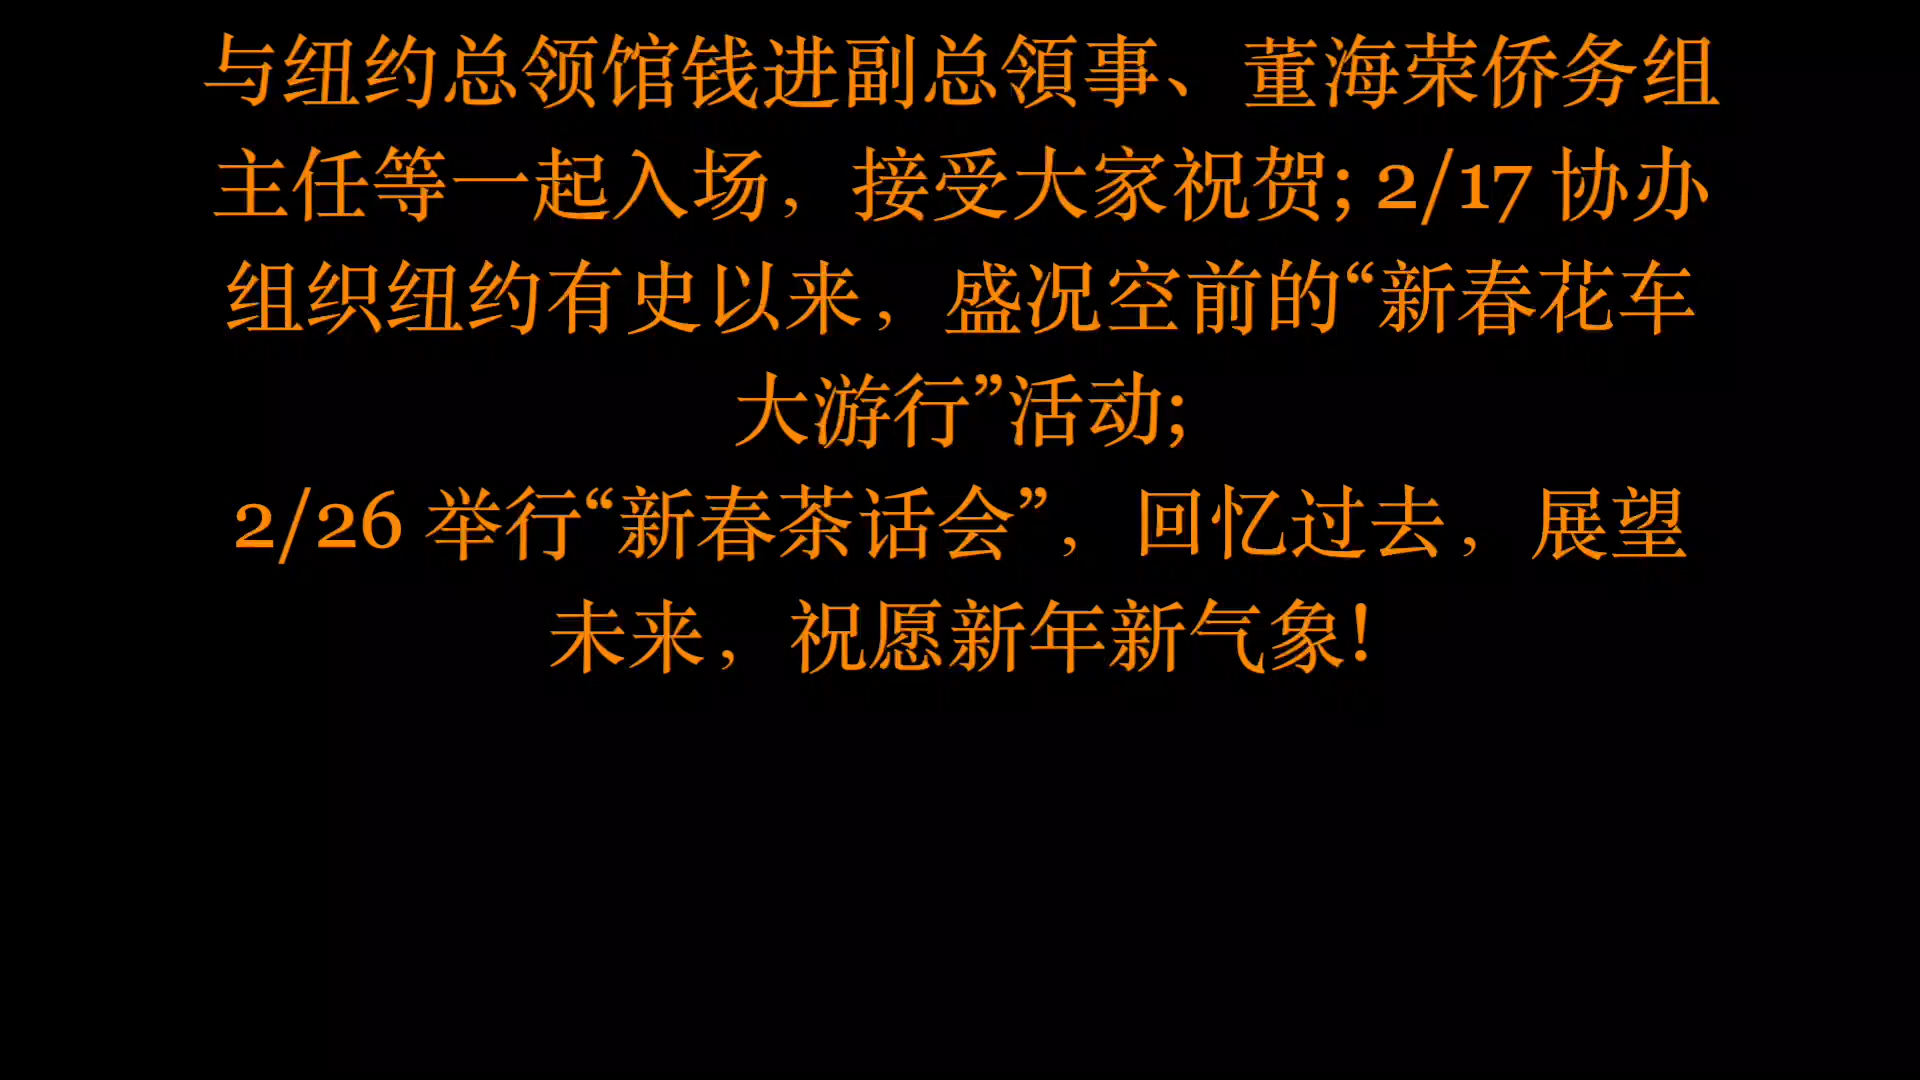 与纽约总领馆钱进副总領事、董海荣侨务组
主任等一起入场，接受大家祝贺; 2/17 协办
组织纽约有史以来，盛况空前的“新春花车
大游行”活动;
2/26 举行“新春茶话会”，回忆过去，展望
未来，祝愿新年新气象!